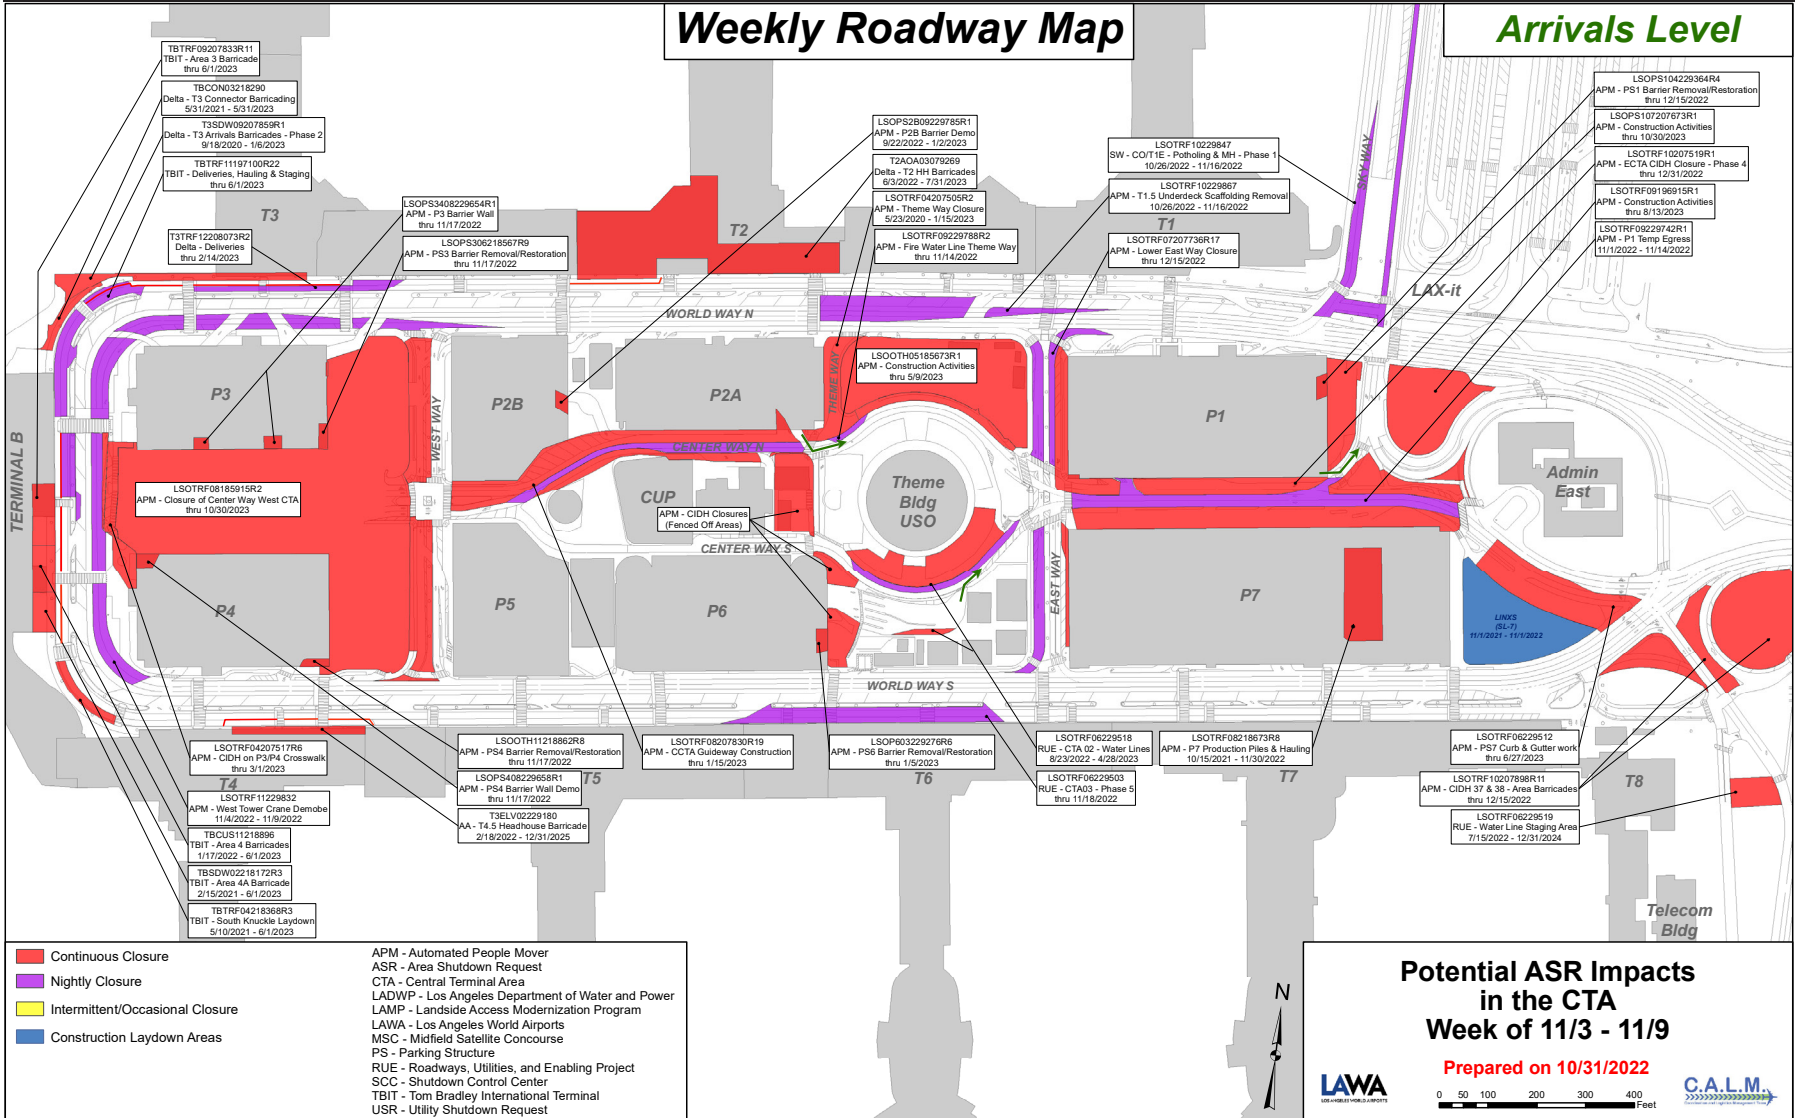 Weekly Roadway Map
Arrivals Level
TBTRF09207833R11
TBIT - Area 3 Barricade
thru 6/1/2023
TBCON03218290
Delta - T3 Connector Barricading
5/31/2021 - 5/31/2023
T3SDW09207859R1
Delta - T3 Arrivals Barricades - Phase 2
9/18/2020 - 1/6/2023
TBTRF11197100R22
TBIT - Deliveries, Hauling & Staging
thru 6/1/2023
T3TRF12208073R2
Delta - Deliveries
thru 2/14/2023
LSOPS3408229654R1
APM - P3 Barrier Wall
thru 11/17/2022
LSOPS306218567R9
APM - PS3 Barrier Removal/Restoration
thru 11/17/2022
LSOPS2B09229785R1
APM - P2B Barrier Demo
9/22/2022 - 1/2/2023
T2AOA03079269
Delta - T2 HH Barricades
6/3/2022 - 7/31/2023
LSOTRF04207505R2
APM - Theme Way Closure
5/23/2020 - 1/15/2023
LSOTRF09229788R2
APM - Fire Water Line Theme Way
thru 11/14/2022
LSOTRF10229847
SW - CO/T1E - Potholing & MH - Phase 1
10/26/2022 - 11/16/2022
LSOTRF10229867
APM - T1.5 Underdeck Scaffolding Removal
10/26/2022 - 11/16/2022
LSOTRF07207736R17
APM - Lower East Way Closure
thru 12/15/2022
LSOPS104229364R4
APM - PS1 Barrier Removal/Restoration
thru 12/15/2022
LSOPS107207673R1
APM - Construction Activities
thru 10/30/2023
LSOTRF10207519R1
APM - ECTA CIDH Closure - Phase 4
thru 12/31/2022
LSOTRF09196915R1
APM - Construction Activities
thru 8/13/2023
LSOTRF09229742R1
APM - P1 Temp Egress
11/1/2022 - 11/14/2022
T3
T2
T1
SKY WAY
LAX-it
WORLD WAY N
LSOOTH05185673R1
APM - Construction Activities
thru 5/9/2023
P3
P2B
P2A
P1
THEME WAY
WEST WAY
CENTER WAY N
TERMINAL B
LSOTRF08185915R2
APM - Closure of Center Way West CTA
thru 10/30/2023
CUP
APM - CIDH Closures
(Fenced Off Areas)
CENTER WAY S
Theme
Bldg
USO
Admin
East
EAST WAY
P4
P5
P6
P7
LINXS
(SL-7)
11/1/2021 - 11/1/2022
WORLD WAY S
LSOTRF04207517R6
APM - CIDH on P3/P4 Crosswalk
thru 3/1/2023
T4
LSOTRF11229832
APM - West Tower Crane Demobe
11/4/2022 - 11/9/2022
TBCUS11218896
TBIT - Area 4 Barricades
1/17/2022 - 6/1/2023
TBSDW02218172R3
TBIT - Area 4A Barricade
2/15/2021 - 6/1/2023
TBTRF04218368R3
TBIT - South Knuckle Laydown
5/10/2021 - 6/1/2023
LSOOTH11218862R8
APM - PS4 Barrier Removal/Restoration
thru 11/17/2022
LSOPS408229658R1
APM - PS4 Barrier Wall Demo
thru 11/17/2022
T3ELV02229180
AA - T4.5 Headhouse Barricade
2/18/2022 - 12/31/2025
T5
LSOTRF08207830R19
APM - CCTA Guideway Construction
thru 1/15/2023
LSOP603229276R6
APM - PS6 Barrier Removal/Restoration
thru 1/5/2023
T6
LSOTRF06229518
RUE - CTA 02 - Water Lines
8/23/2022 - 4/28/2023
LSOTRF06229503
RUE - CTA03 - Phase 5
thru 11/18/2022
LSOTRF08218673R8
APM - P7 Production Piles & Hauling
10/15/2021 - 11/30/2022
T7
LSOTRF06229512
APM - PS7 Curb & Gutter work
thru 6/27/2023
LSOTRF10207898R11
APM - CIDH 37 & 38 - Area Barricades
thru 12/15/2022
LSOTRF06229519
RUE - Water Line Staging Area
7/15/2022 - 12/31/2024
T8
Telecom
Bldg
Continuous Closure
Nightly Closure
Intermittent/Occasional Closure
Construction Laydown Areas
APM - Automated People Mover
ASR - Area Shutdown Request
CTA - Central Terminal Area
LADWP - Los Angeles Department of Water and Power
LAMP - Landside Access Modernization Program
LAWA - Los Angeles World Airports
MSC - Midfield Satellite Concourse
PS - Parking Structure
RUE - Roadways, Utilities, and Enabling Project
SCC - Shutdown Control Center
TBIT - Tom Bradley International Terminal
USR - Utility Shutdown Request
N
Potential ASR Impacts
in the CTA
Week of 11/3 - 11/9
Prepared on 10/31/2022
LAWA
LOS ANGELES WORLD AIRPORTS
0 50 100 200 300 400
Feet
C.A.L.M.